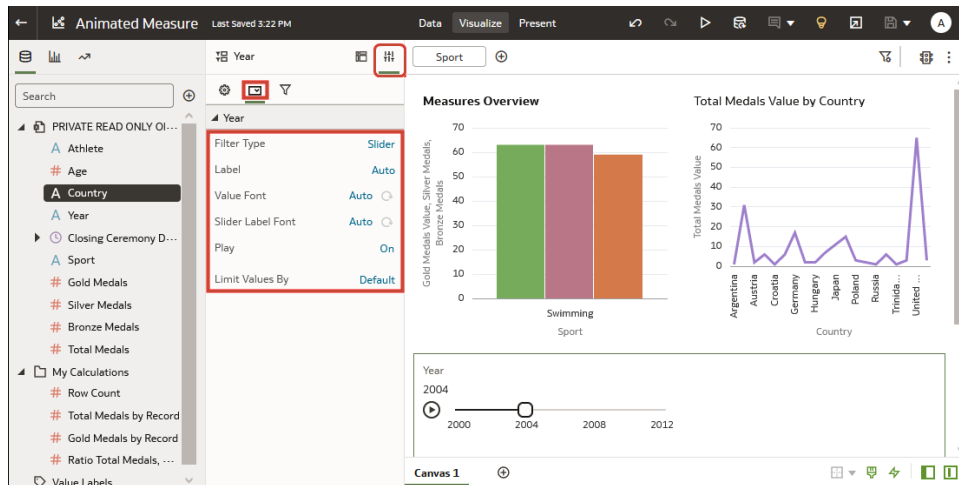 Animated Measure
Last Saved 3:22 PM
Data
Visualize
Present
A
Search
PRIVATE READ ONLY Ol...
A Athlete
# Age
A Country
A Year
Closing Ceremony D...
A Sport
# Gold Medals
# Silver Medals
# Bronze Medals
# Total Medals
My Calculations
# Row Count
# Total Medals by Record
# Gold Medals by Record
# Ratio Total Medals, ...
Value Labels
Year
Year
Filter Type Slider
Label Auto
Value Font Auto
Slider Label Font Auto
Play On
Limit Values By Default
Sport
Measures Overview
Gold Medals Value, Silver Medals,
Bronze Medals
70
60
50
40
30
20
10
0
Swimming
Sport
Total Medals Value by Country
Total Medals Value
70
60
50
40
30
20
10
0
Argentina
Austria
Croatia
Germany
Hungary
Japan
Poland
Russia
Trinida...
United ...
Country
Year
2004
2000 2004 2008 2012
Canvas 1